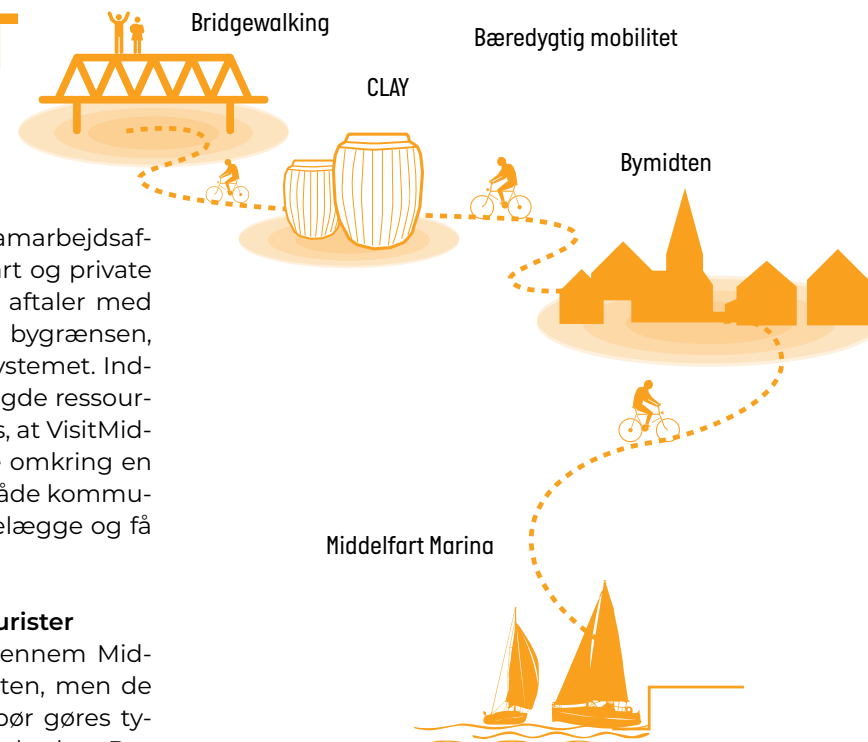 Bridgewalking
Bæredygtig mobilitet
CLAY
Bymidten
Middelfart Marina
amarbejdsaf-
art og private
aftaler med
bygrænsen,
ystemet. Ind-
gde ressour-
s, at VisitMid-
e omkring en
åde kommu-
elægge og få
urister
ennem Mid-
ten, men de
bør gøres ty-